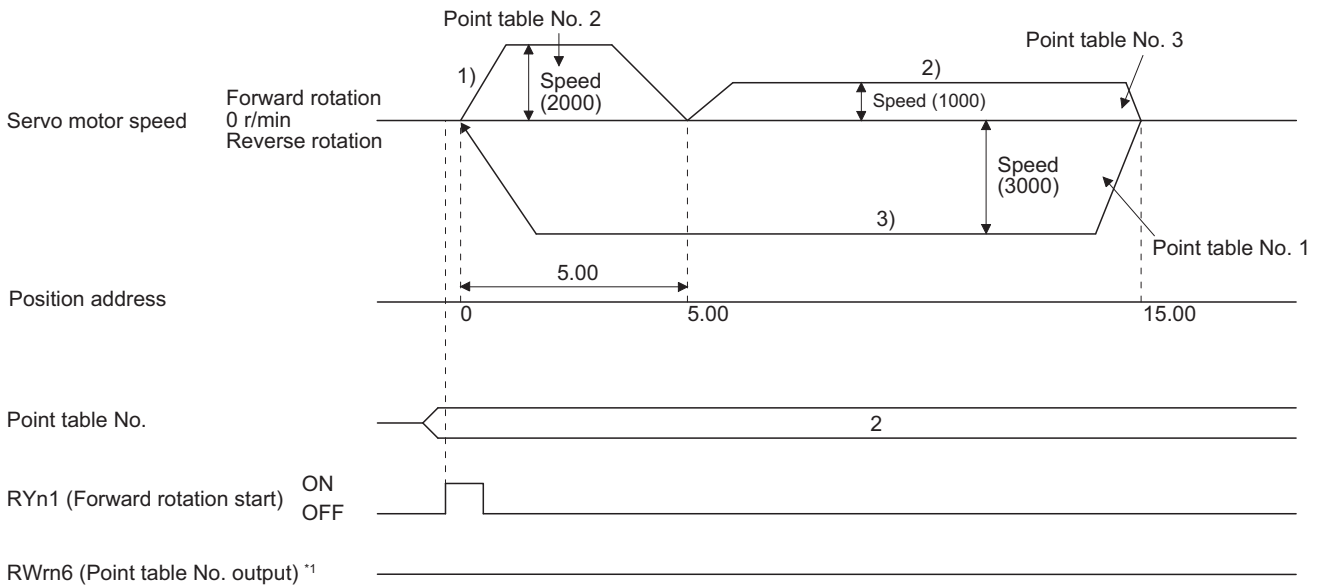 Point table No. 2
Point table No. 3
1)
2)
Speed
(2000)
Speed (1000)
Servo motor speed
Forward rotation
0 r/min
Reverse rotation
Speed
(3000)
3)
Point table No. 1
5.00
Position address
0
5.00
15.00
Point table No.
2
RYn1 (Forward rotation start)
ON
OFF
RWrn6 (Point table No. output) *1